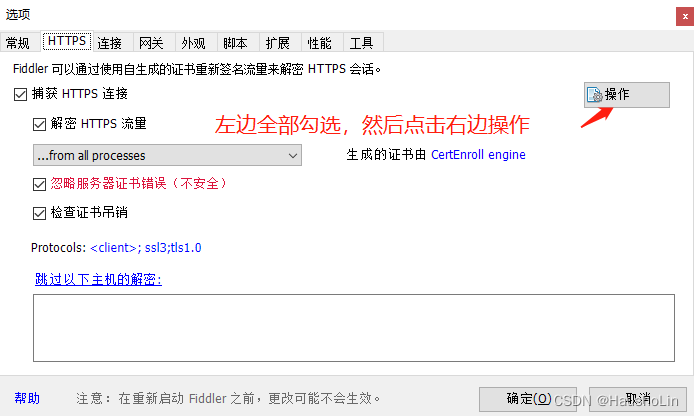 选项
常规 HTTPS 连接 网关 外观 脚本 扩展 性能 工具
Fiddler 可以通过使用自生成的证书重新签名流量来解密 HTTPS 会话。
捕获 HTTPS 连接
操作
解密 HTTPS 流量
左边全部勾选，然后点击右边操作
...from all processes
生成的证书由 CertEnroll engine
忽略服务器证书错误（不安全）
检查证书吊销
Protocols: <client>; ssl3;tls1.0
跳过以下主机的解密:
帮助 注意：在重新启动 Fiddler 之前，更改可能不会生效。 确定(O) 取消